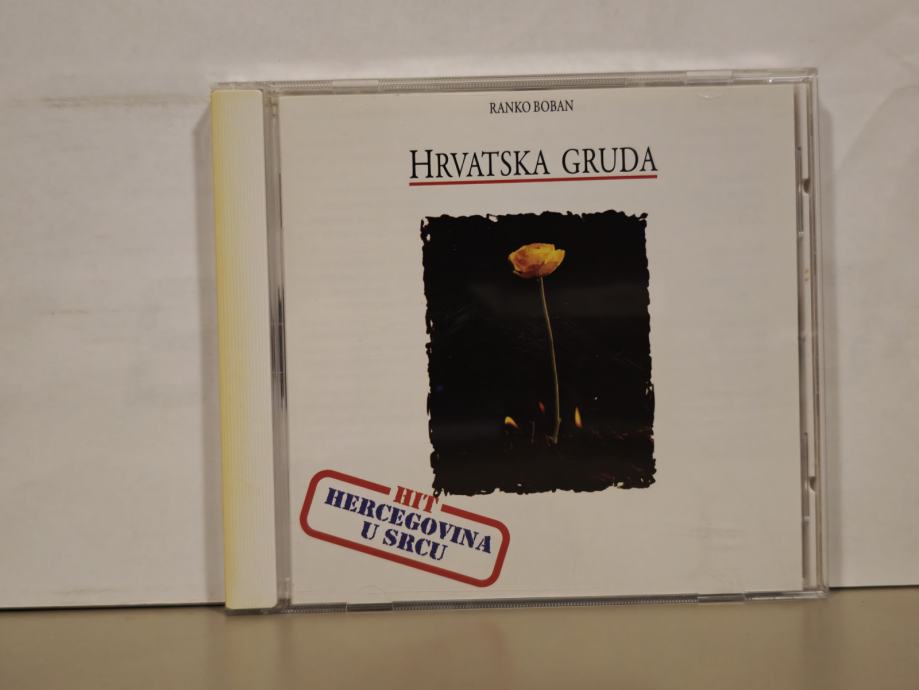 RANKO BOBAN
HRVATSKA GRUDA
HIT
HERCEGOVINA
U SRCU